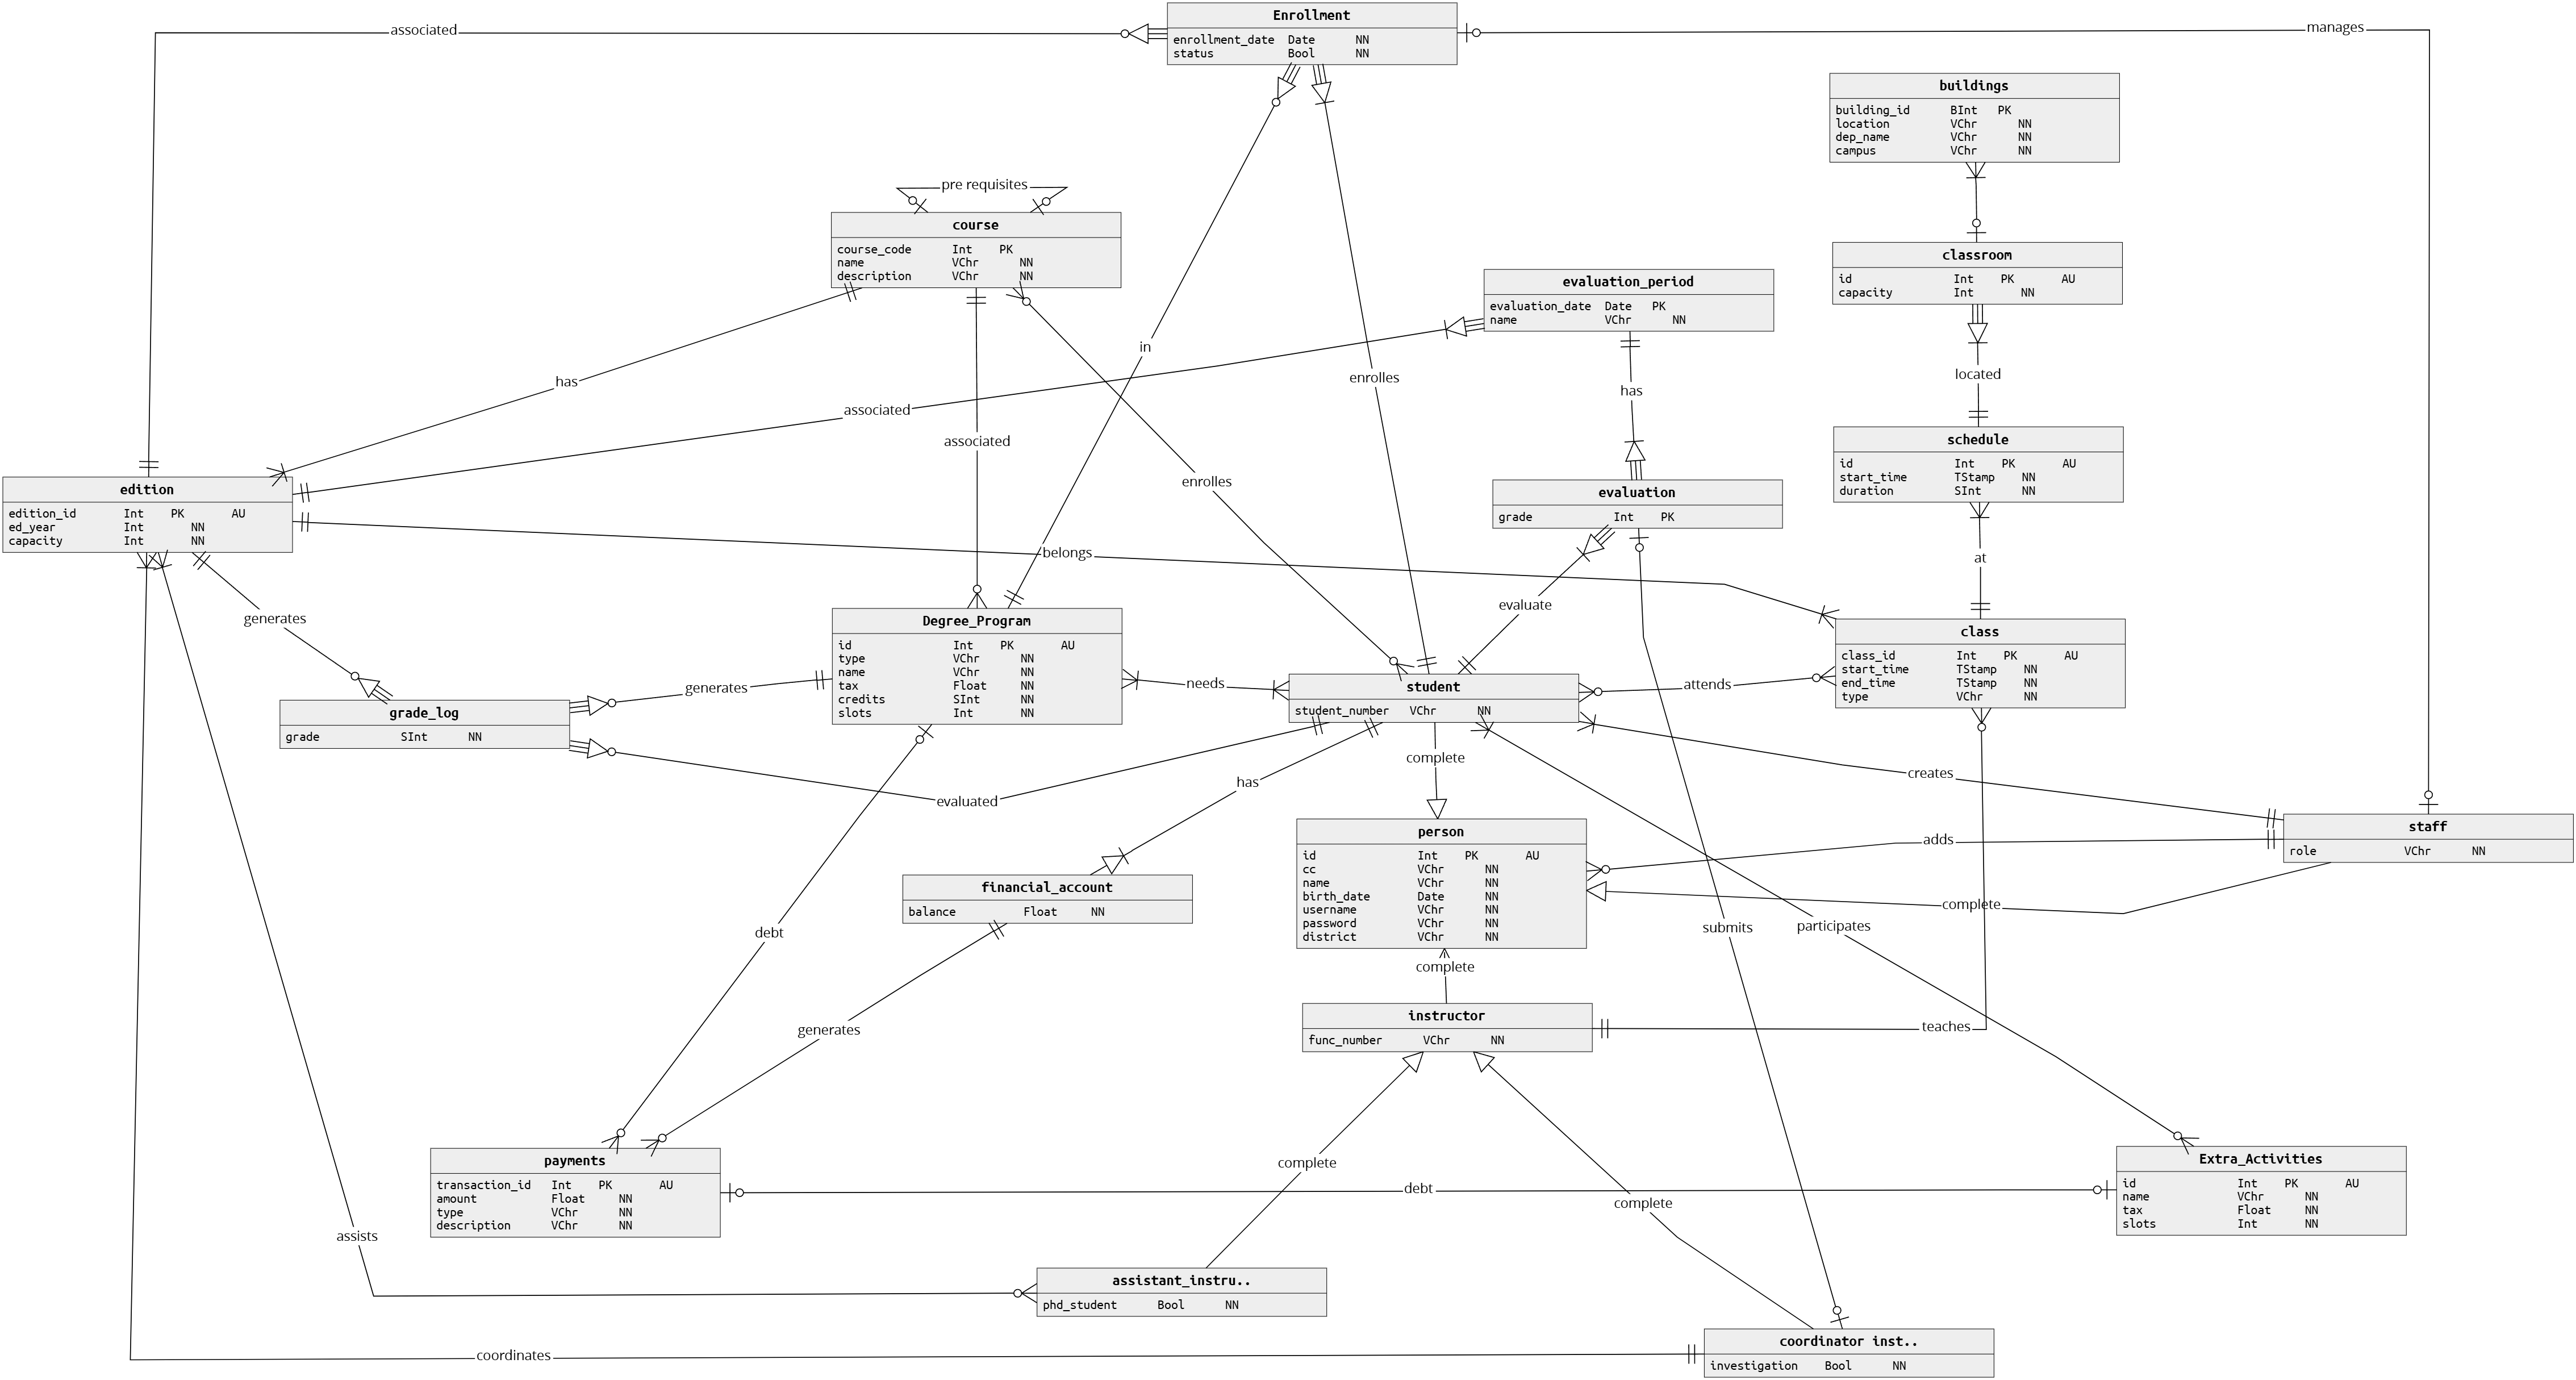 Enrollment
enrollment_date Date NN
status Bool NN
associated
manages
buildings
building_id BInt PK
location VChr NN
dep_name VChr NN
campus VChr NN
pre requisites
course
course_code Int PK
name VChr NN
description VChr NN
classroom
id Int PK AU
capacity Int NN
evaluation_period
evaluation_date Date PK
name VChr NN
in
has
enrolles
has
located
associated
associated
schedule
id Int PK AU
start_time TStamp NN
duration SInt NN
enrolles
edition
edition_id Int PK AU
ed_year Int NN
capacity Int NN
evaluation
grade Int PK
belongs
at
evaluate
generates
Degree_Program
id Int PK AU
type VChr NN
name VChr NN
tax Float NN
credits SInt NN
slots Int NN
class
class_id Int PK AU
start_time TStamp NN
end_time TStamp NN
type VChr NN
generates
needs
attends
student
student_number VChr NN
grade_log
grade SInt NN
complete
has
evaluated
creates
staff
role VChr NN
person
id Int PK AU
cc VChr NN
name VChr NN
birth_date Date NN
username VChr NN
password VChr NN
district VChr NN
adds
financial_account
balance Float NN
complete
debt
submits
participates
complete
generates
instructor
func_number VChr NN
teaches
payments
transaction_id Int PK AU
amount Float NN
type VChr NN
description VChr NN
complete
debt
complete
Extra_Activities
id Int PK AU
name VChr NN
tax Float NN
slots Int NN
assists
assistant_instru..
phd_student Bool NN
coordinates
coordinator inst..
investigation Bool NN